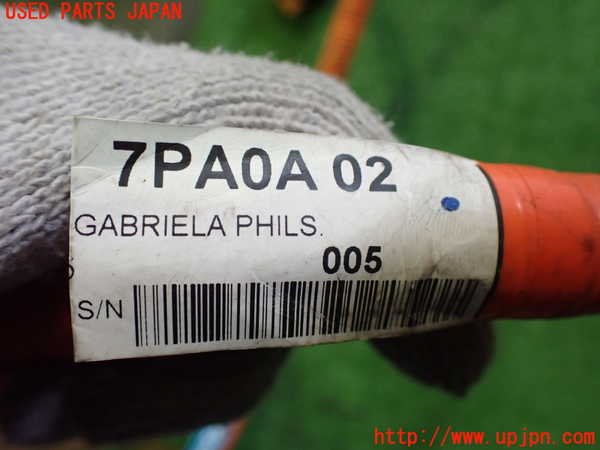 USED PARTS JAPAN
7PA0A 02
GABRIELA PHILS.
005
S/N
http://www.upjpn.com/